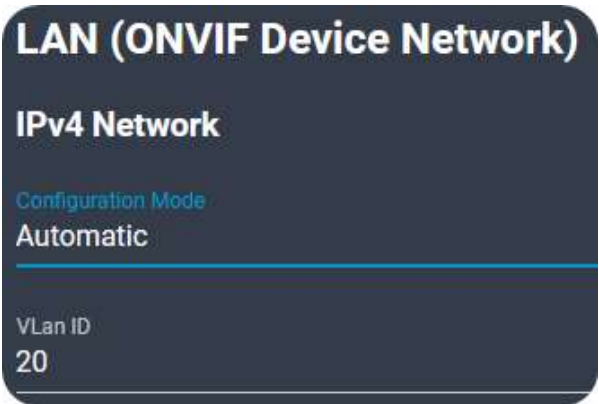 LAN (ONVIF Device Network)
IPv4 Network
Configuration Mode
Automatic
VLan ID
20